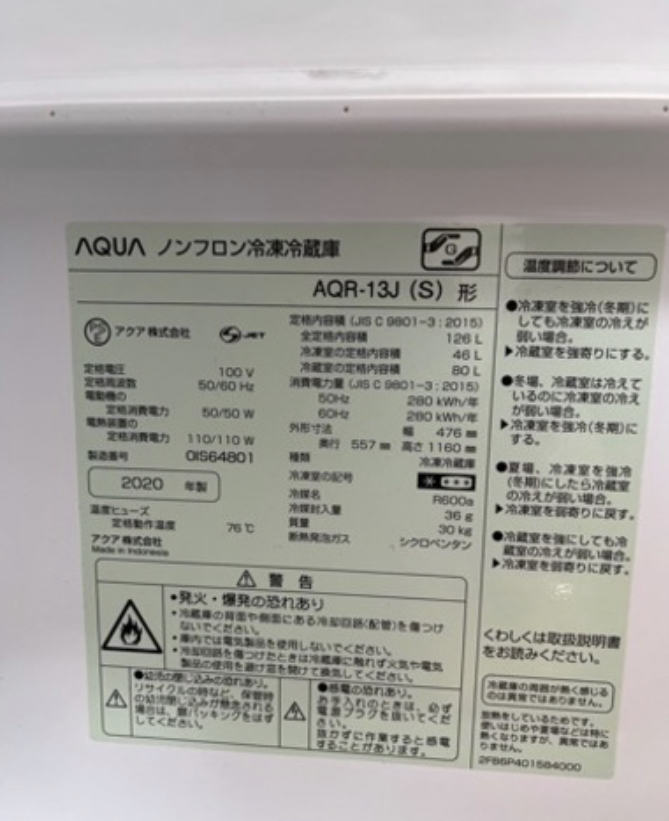 AQUA ノンフロン冷凍冷蔵庫
G
AQR-13J (S) 形
アクア株式会社
JET
定格電圧 100 V
定格周波数 50/60 Hz
電動機の
定格消費電力 50/50 W
電熱装置の
定格消費電力 110/110 W
製造番号 OIS64801
2020 年製
温度ヒューズ
定格動作温度 76℃
アクア株式会社
Made in Indonesia
定格内容積 (JIS C 9801-3 : 2015)
全定格内容積 126 L
冷凍室の定格内容積 46 L
冷蔵室の定格内容積 80 L
消費電力量 (JIS C 9801-3 : 2015)
50Hz 280 kWh/年
60Hz 280 kWh/年
外形寸法 幅 476 ㎜
奥行 557 ㎜ 高さ 1160 ㎜
種類 冷凍冷蔵庫
冷凍室の記号
冷媒名 R600a
冷媒封入量 36 g
質量 30 kg
断熱発泡ガス シクロペンタン
警告
●発火・爆発の恐れあり
・冷蔵庫の背面や側面にある冷却回路(配管)を傷つけ
ないでください。
・庫内では電気製品を使用しないでください。
・冷却回路を傷つけたときは冷蔵庫に触れず火気や電気
製品の使用を避け窓を開けて換気してください。
●幼児の閉じ込めの恐れあり。
リサイクルの時など、保管時
の幼児閉じ込みが懸念される
場合は、扉パッキングをはず
してください。
●感電の恐れあり。
お手入れのときは、必ず
電源プラグを抜いてくだ
さい。
抜かずに作業すると感電
することがあります。
温度調節について
●冷凍室を強冷(冬期)に
しても冷凍室の冷えが
弱い場合。
▶冷蔵室を強寄りにする。
●冬場、冷蔵室は冷えて
いるのに冷凍室の冷え
が弱い場合。
▶冷凍室を強冷(冬期)に
する。
●夏場、冷凍室を強冷
(冬期)にしたら冷蔵室
の冷えが弱い場合。
▶冷凍室を弱寄りに戻す。
●冷蔵室を強にしても冷
蔵室の冷えが弱い場合。
▶冷凍室を弱寄りに戻す。
くわしくは取扱説明書
をお読みください。
冷蔵庫の周囲が熱く感じる
のは異常ではありません。
放熱をしているためです。
使いはじめや夏場などは特に
熱くなりますが、異常ではあ
りません。
2FB6P401584000